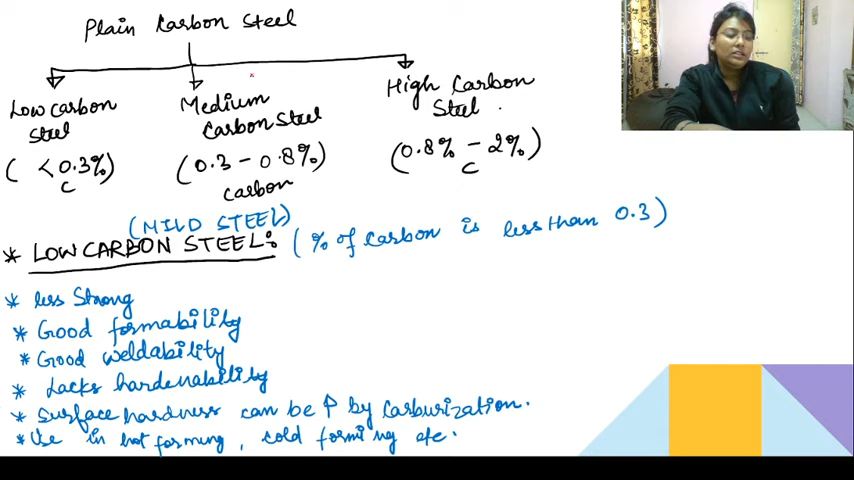 Plain Carbon Steel
Low carbon Steel
( < 0.3% ) C
Medium Carbon Steel
(0.3 - 0.8%) carbon
High Carbon Steel.
(0.8% - 2%) C
(MILD STEEL)
* LOW CARBON STEEL: ( % of Carbon is less than 0.3 )
* less Strong
* Good formability
* Good weldability
* Lacks hardenability
* Surface hardness can be ↑ by Carburization.
* Use in hot forming, cold forming etc.